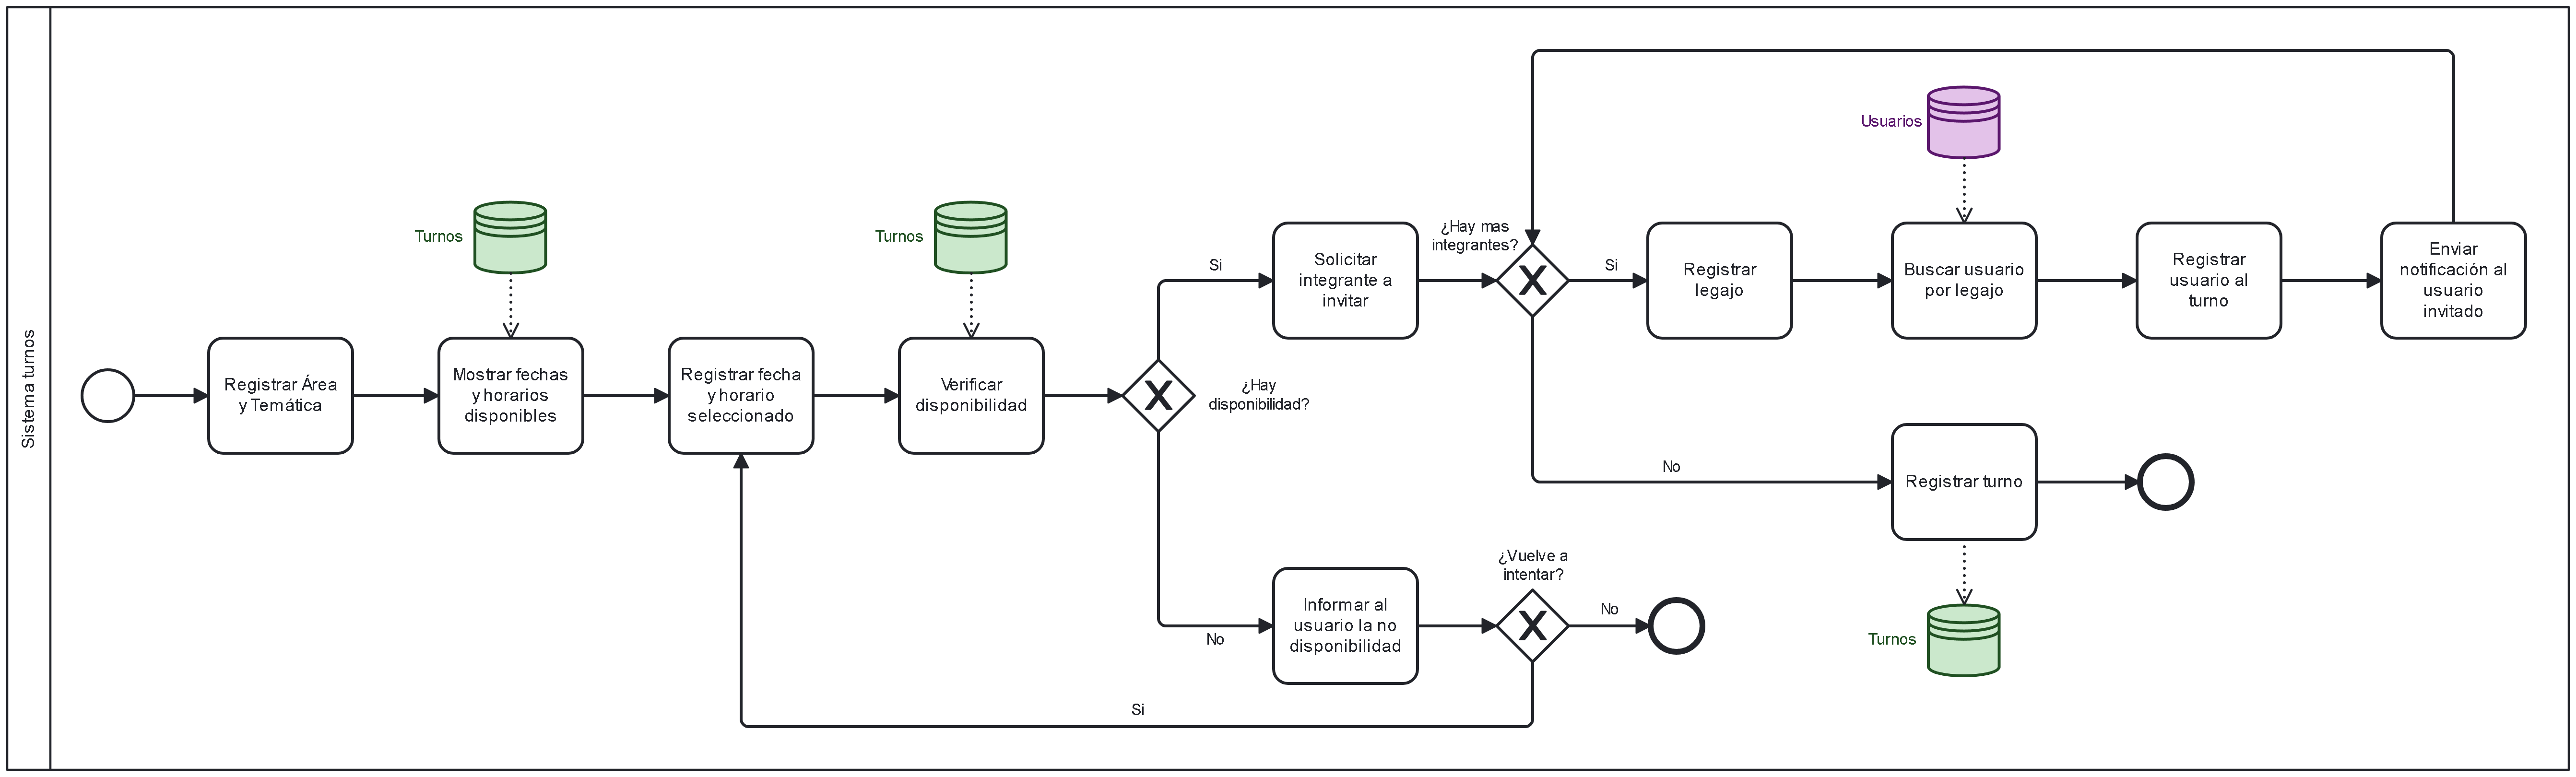 Sistema turnos
Registrar Área
y Temática
Turnos
Mostrar fechas
y horarios
disponibles
Registrar fecha
y horario
seleccionado
Turnos
Verificar
disponibilidad
¿Hay
disponibilidad?
Si
Solicitar
integrante a
invitar
¿Hay mas
integrantes?
Si
Registrar
legajo
Usuarios
Buscar usuario
por legajo
Registrar
usuario al
turno
Enviar
notificación al
usuario
invitado
No
Registrar turno
Turnos
No
Informar al
usuario la no
disponibilidad
¿Vuelve a
intentar?
No
Si